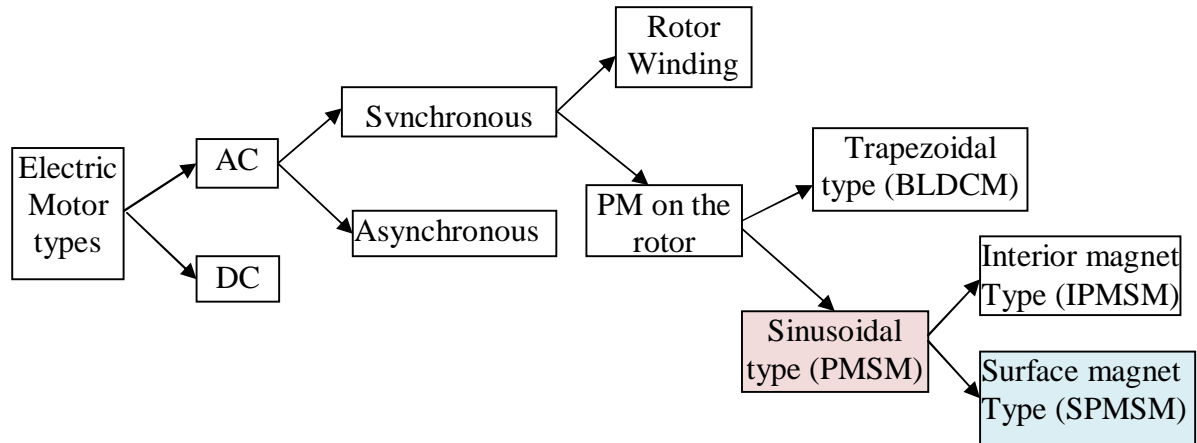 Electric
Motor
types
AC
DC
Svnchronous
Asynchronous
Rotor
Winding
PM on the
rotor
Trapezoidal
type (BLDCM)
Sinusoidal
type (PMSM)
Interior magnet
Type (IPMSM)
Surface magnet
Type (SPMSM)